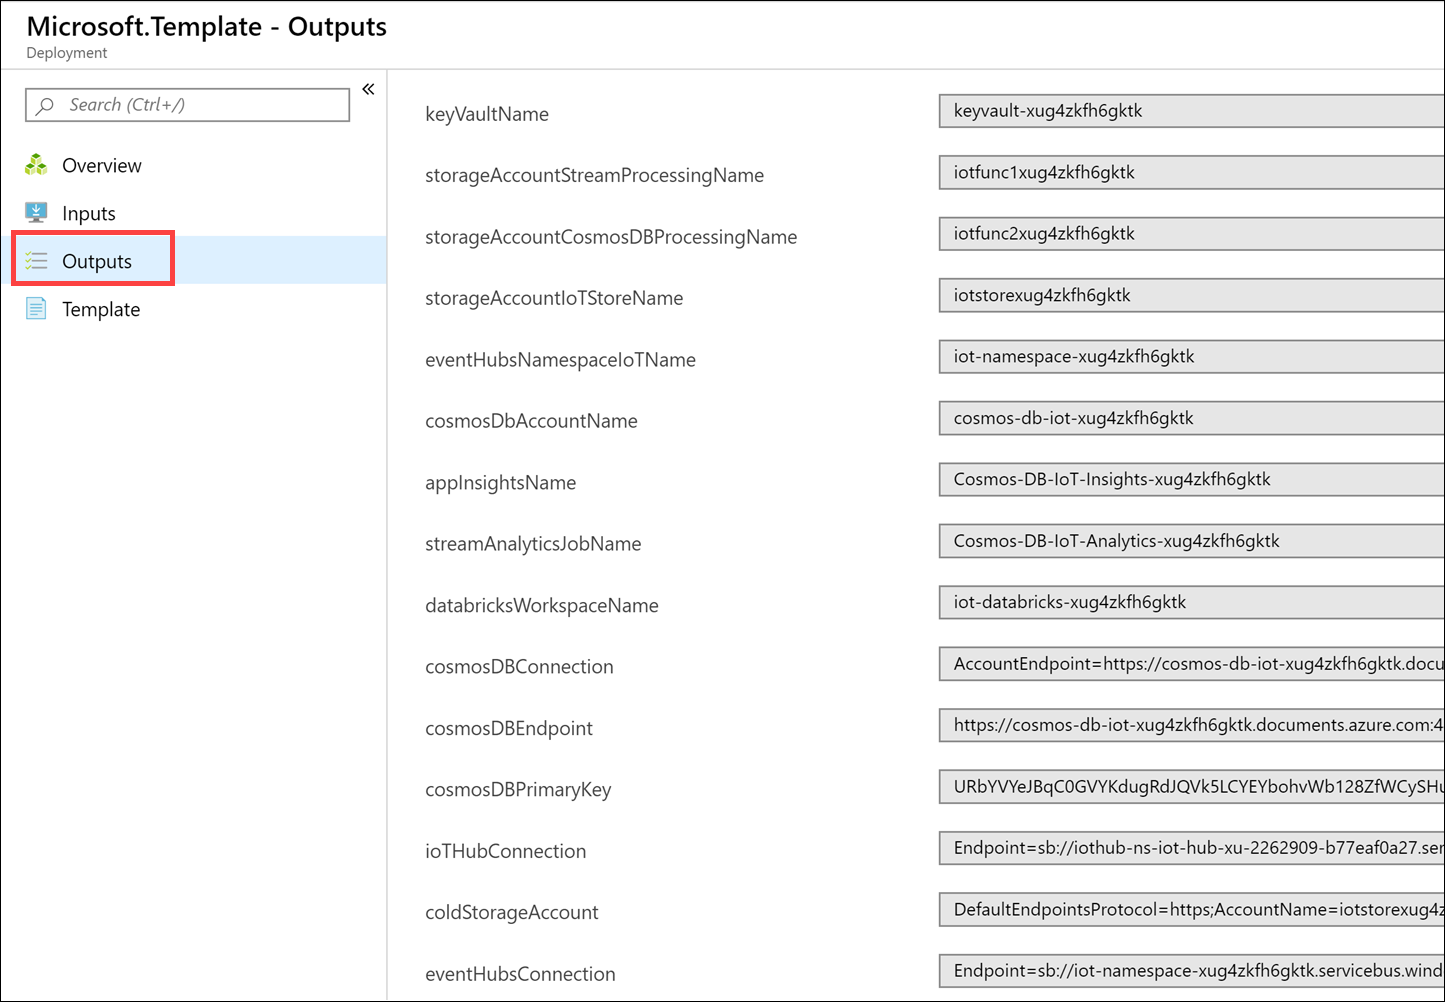 Microsoft.Template - Outputs
Deployment
Search (Ctrl+/)
«
Overview
Inputs
Outputs
Template
keyVaultName
keyvault-xug4zkfh6gktk
storageAccountStreamProcessingName
iotfunc1xug4zkfh6gktk
storageAccountCosmosDBProcessingName
iotfunc2xug4zkfh6gktk
storageAccountIoTStoreName
iotstorexug4zkfh6gktk
eventHubsNamespaceIoTName
iot-namespace-xug4zkfh6gktk
cosmosDbAccountName
cosmos-db-iot-xug4zkfh6gktk
appInsightsName
Cosmos-DB-IoT-Insights-xug4zkfh6gktk
streamAnalyticsJobName
Cosmos-DB-IoT-Analytics-xug4zkfh6gktk
databricksWorkspaceName
iot-databricks-xug4zkfh6gktk
cosmosDBConnection
AccountEndpoint=https://cosmos-db-iot-xug4zkfh6gktk.docu
cosmosDBEndpoint
https://cosmos-db-iot-xug4zkfh6gktk.documents.azure.com:4
cosmosDBPrimaryKey
URbYVYeJBqC0GVYKdugRdJQVk5LCYEYbohvWb128ZfWCySHu
ioTHubConnection
Endpoint=sb://iothub-ns-iot-hub-xu-2262909-b77eaf0a27.ser
coldStorageAccount
DefaultEndpointsProtocol=https;AccountName=iotstorexug4z
eventHubsConnection
Endpoint=sb://iot-namespace-xug4zkfh6gktk.servicebus.wind